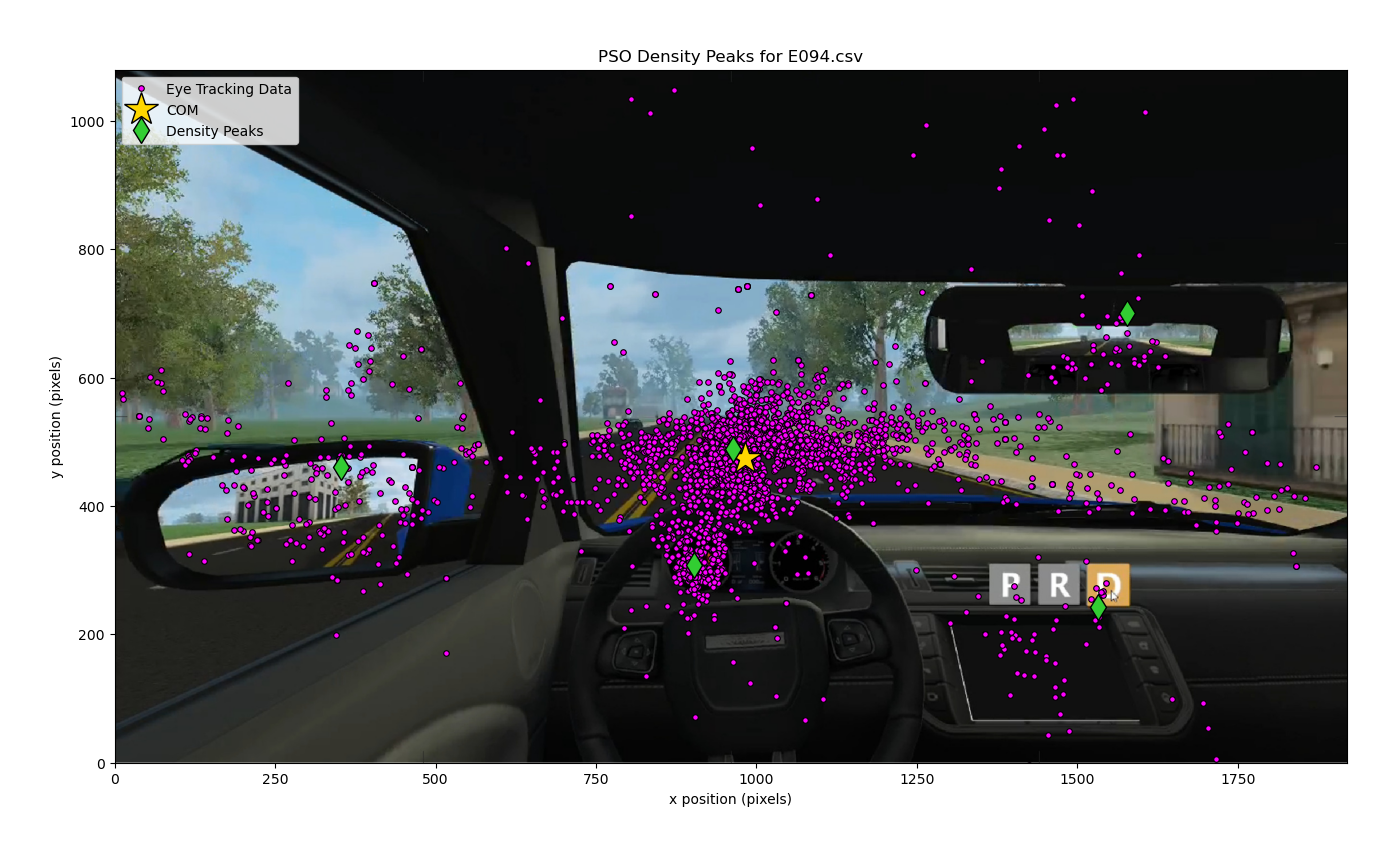 PSO Density Peaks for E094.csv
Eye Tracking Data
COM
Density Peaks
1000
800
600
400
200
0
y position (pixels)
P R D
0 250 500 750 1000 1250 1500 1750
x position (pixels)